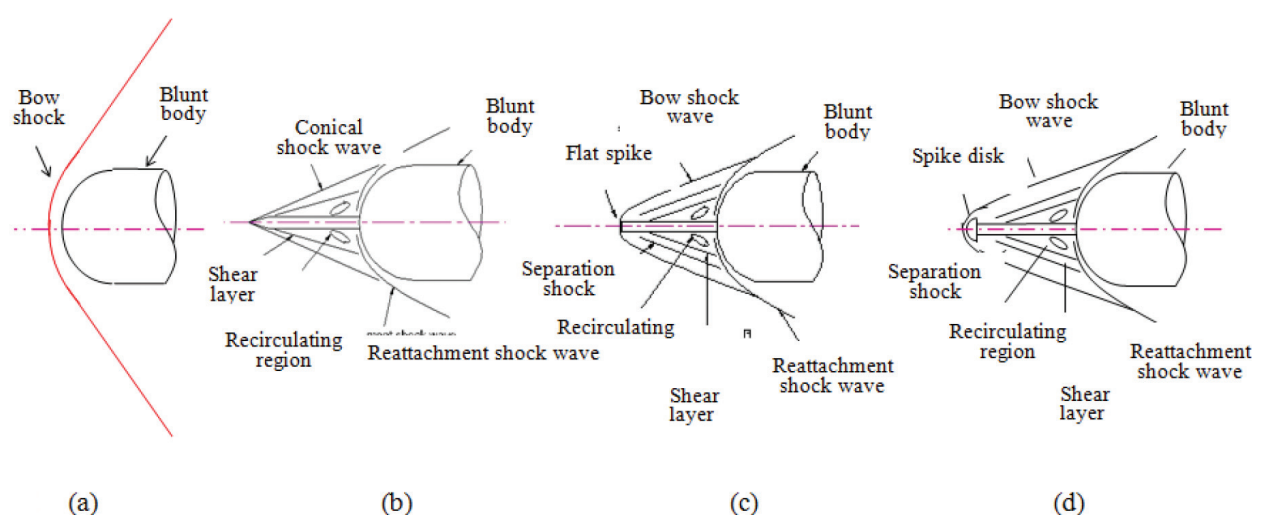 Bow
shock
Blunt
body
Conical
shock wave
Blunt
body
Shear
layer
Recirculating
region
Reattachment shock wave
Bow shock
wave
Flat spike
Blunt
body
Separation
shock
Recirculating
Reattachment
shock wave
Shear
layer
Bow shock
wave
Spike disk
Blunt
body
Separation
shock
Recirculating
region
Reattachment
shock wave
Shear
layer
(a)
(b)
(c)
(d)